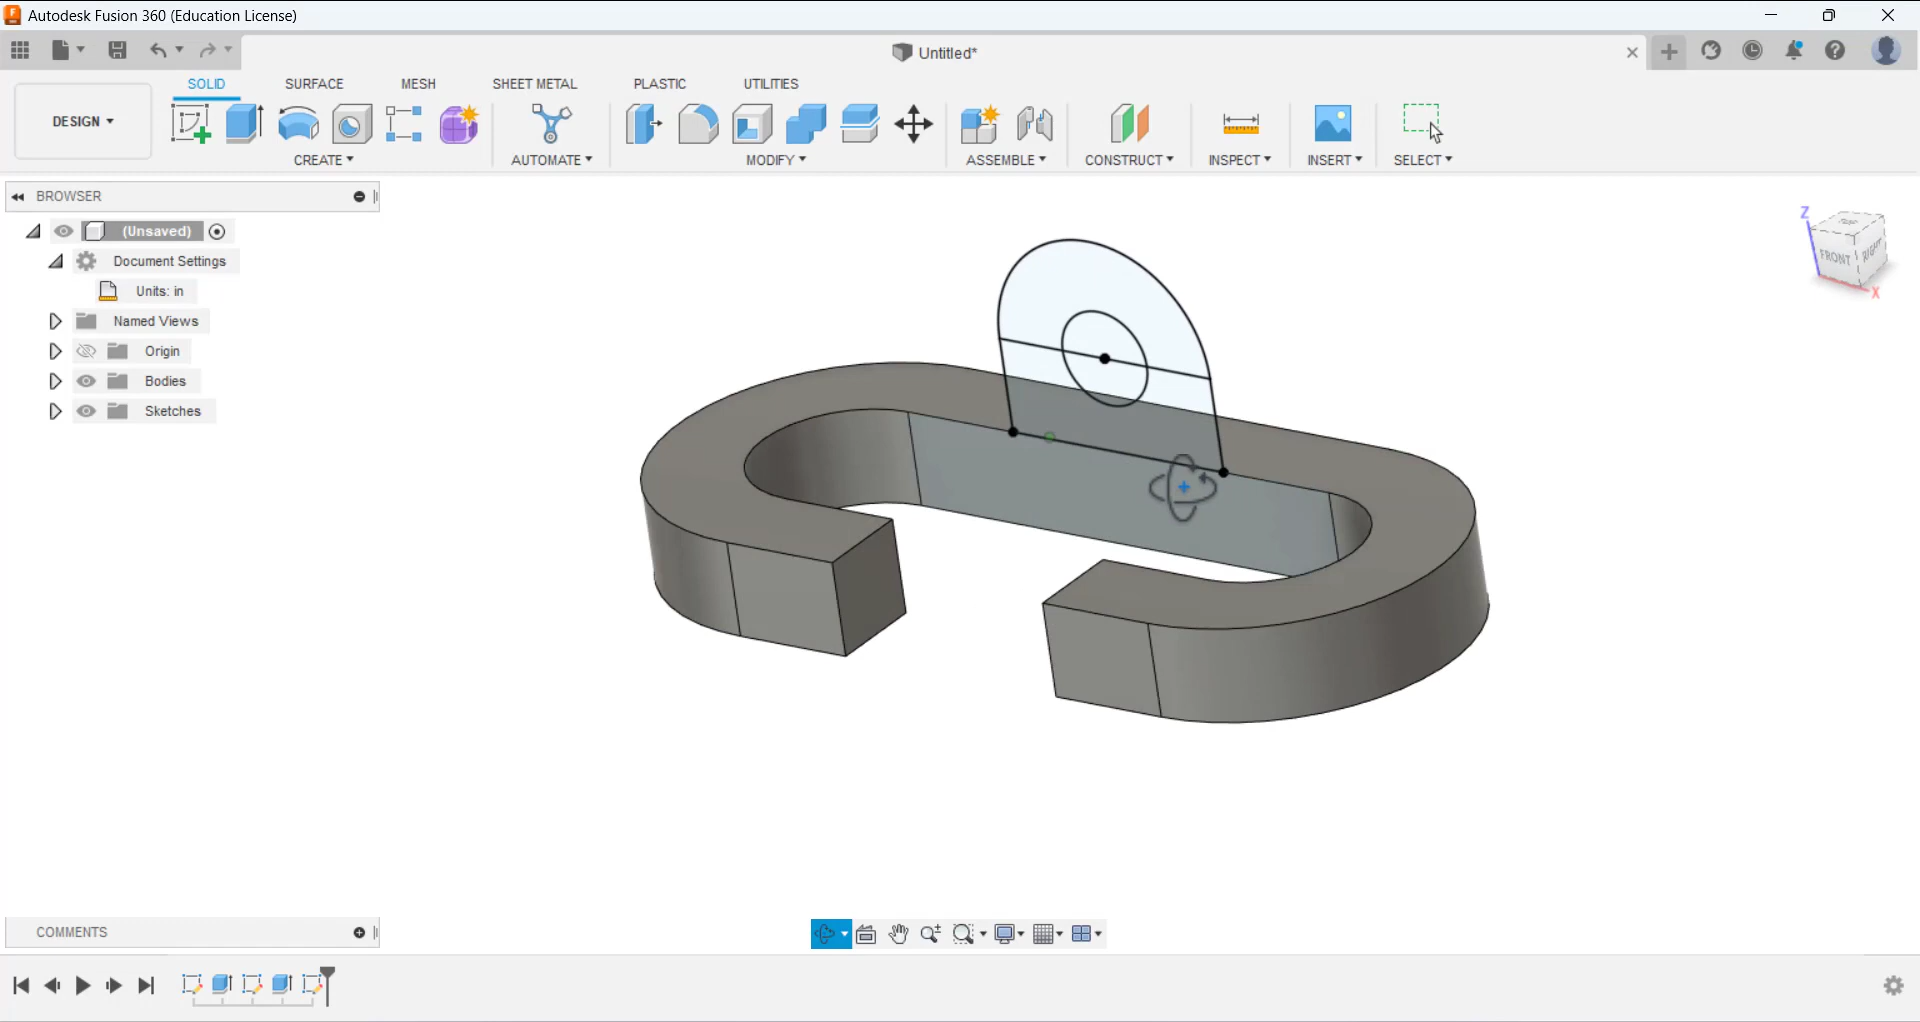 Autodesk Fusion 360 (Education License)
Untitled*
SOLID SURFACE MESH SHEET METAL PLASTIC UTILITIES
DESIGN
CREATE AUTOMATE MODIFY ASSEMBLE CONSTRUCT INSPECT INSERT SELECT
BROWSER
(Unsaved)
Document Settings
Units: in
Named Views
Origin
Bodies
Sketches
Z
FRONT RIGHT
X
COMMENTS